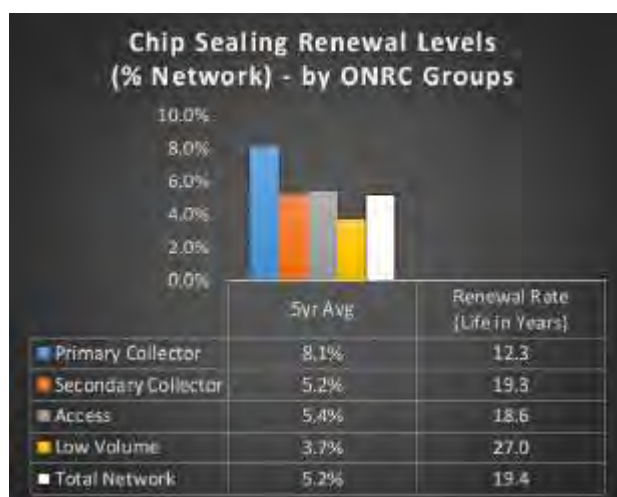 Chip Sealing Renewal Levels
(% Network) - by ONRC Groups
10.0%
8.0%
6.0%
4.0%
2.0%
0.0%
5yr Avg
Renewal Rate
(Life in Years)
Primary Collector 8.1% 12.3
Secondary Collector 5.2% 19.3
Access 5.4% 18.6
Low Volume 3.7% 27.0
Total Network 5.2% 19.4